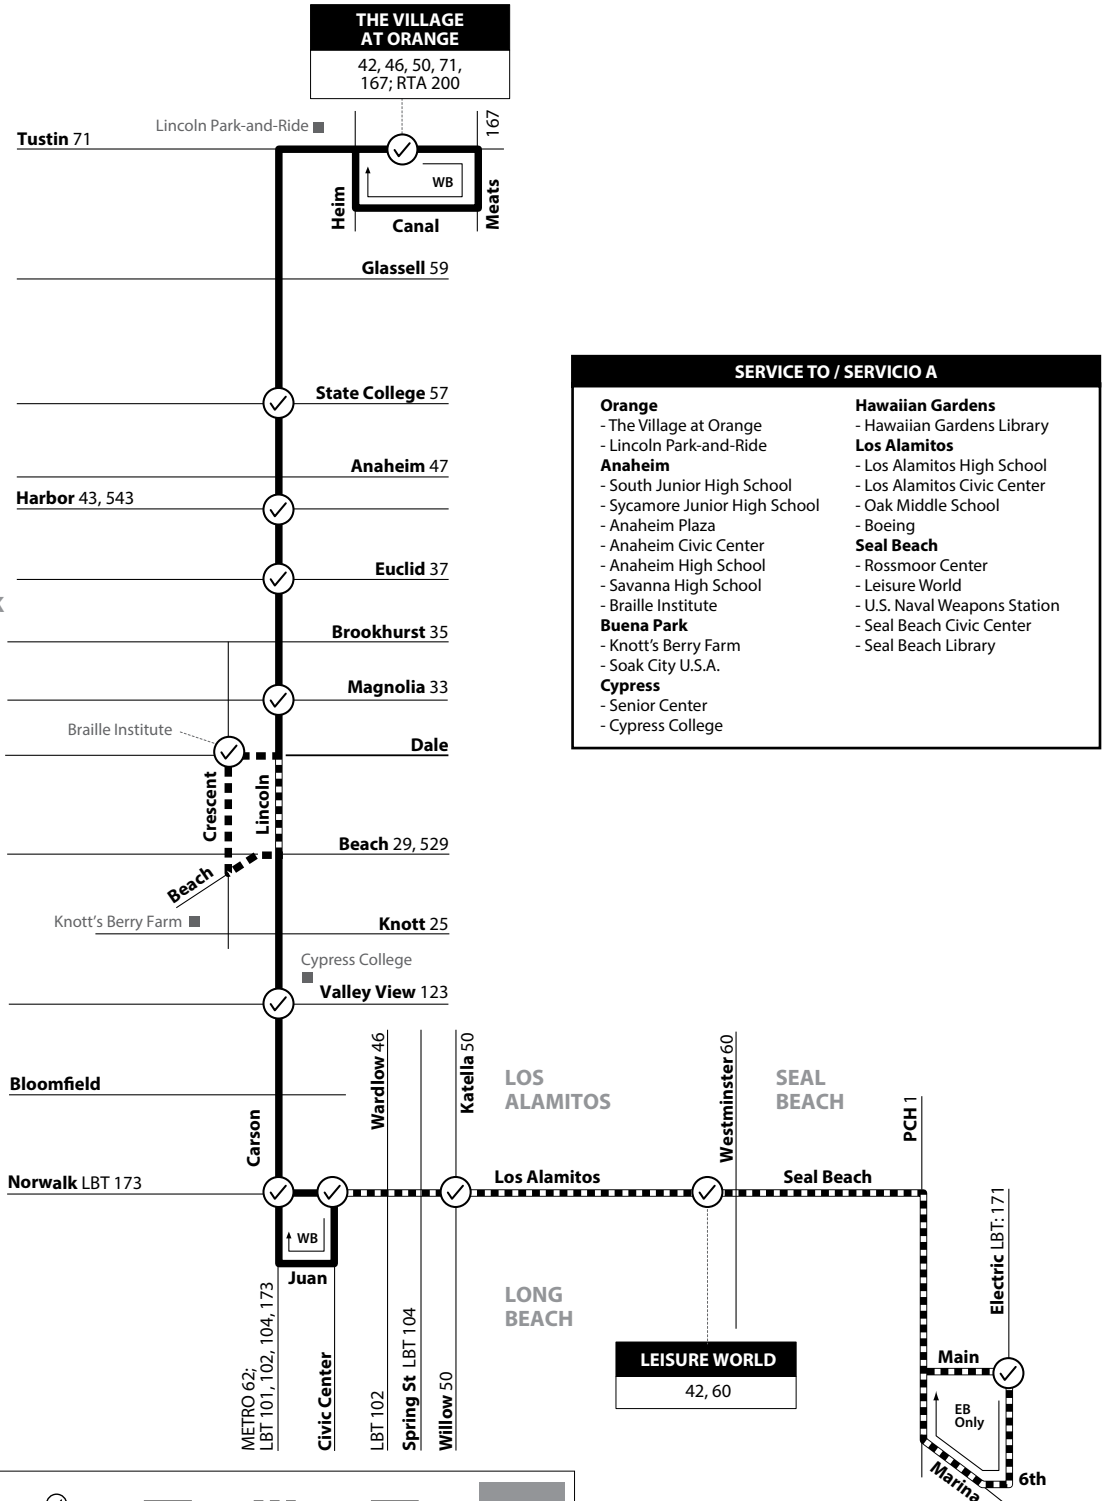 THE VILLAGE
AT ORANGE
42, 46, 50, 71,
167; RTA 200
Lincoln Park-and-Ride
167
Tustin 71
WB
Heim
Meats
Canal
Glassell 59
State College 57
Anaheim 47
Harbor 43, 543
Euclid 37
Brookhurst 35
Magnolia 33
Braille Institute
Dale
Crescent
Lincoln
Beach 29, 529
Beach
Knott's Berry Farm
Knott 25
Cypress College
Valley View 123
SERVICE TO / SERVICIO A
Orange
- The Village at Orange
- Lincoln Park-and-Ride
Anaheim
- South Junior High School
- Sycamore Junior High School
- Anaheim Plaza
- Anaheim Civic Center
- Anaheim High School
- Savanna High School
- Braille Institute
Buena Park
- Knott's Berry Farm
- Soak City U.S.A.
Cypress
- Senior Center
- Cypress College
Hawaiian Gardens
- Hawaiian Gardens Library
Los Alamitos
- Los Alamitos High School
- Los Alamitos Civic Center
- Oak Middle School
- Boeing
Seal Beach
- Rossmoor Center
- Leisure World
- U.S. Naval Weapons Station
- Seal Beach Civic Center
- Seal Beach Library
Bloomfield
Carson
Wardlow 46
Katella 50
LOS
ALAMITOS
Westminster 60
SEAL
BEACH
PCH 1
Norwalk LBT 173
Los Alamitos
Seal Beach
WB
Juan
Electric LBT: 171
LONG
BEACH
METRO 62;
LBT 101, 102, 104, 173
Civic Center
LBT 102
Spring St LBT 104
Willow 50
LEISURE WORLD
42, 60
Main
EB
Only
Marina
6th